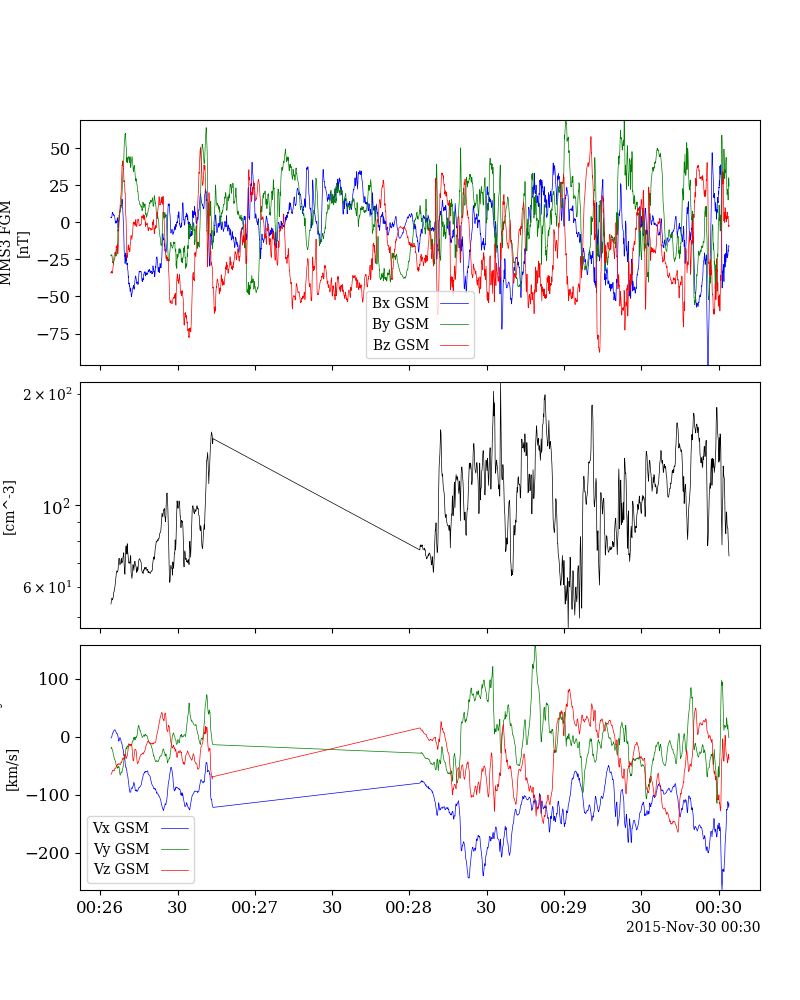 MMS3 FGM
[nT]
50
25
0
−25
−50
−75
Bx GSM
By GSM
Bz GSM
[cm^-3]
2 × 10²
10²
6 × 10¹
[km/s]
100
0
−100
−200
Vx GSM
Vy GSM
Vz GSM
00:26 30 00:27 30 00:28 30 00:29 30 00:30
2015-Nov-30 00:30